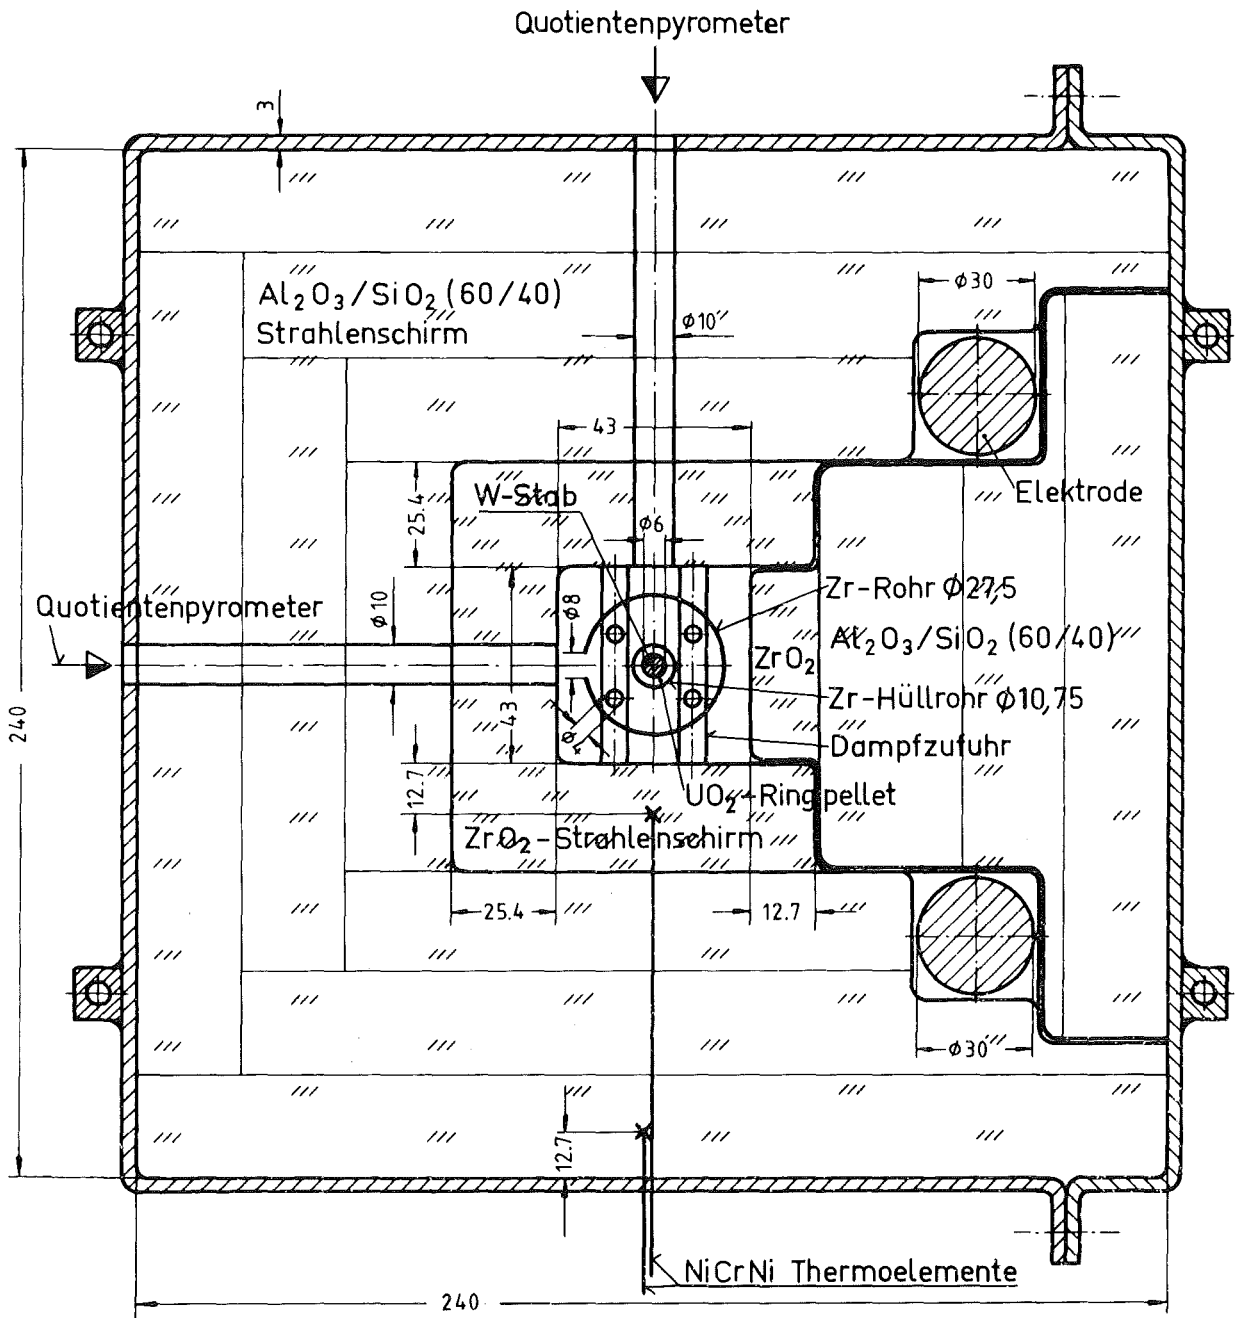 Quotientenpyrometer
3
Al₂O₃/SiO₂ (60/40)
Strahlenschirm
ø30
ø10
43
25.4
W-Stab
ø6
Elektrode
Quotientenpyrometer
ø10
ø8
Zr-Rohr ø27,5
Al₂O₃/SiO₂ (60/40)
ZrO₂
Zr-Hüllrohr ø10,75
240
43
Dampfzufuhr
12.7
UO₂-Ringpellet
ZrO₂-Strahlenschirm
25.4
12.7
ø30
12.7
NiCrNi Thermoelemente
240